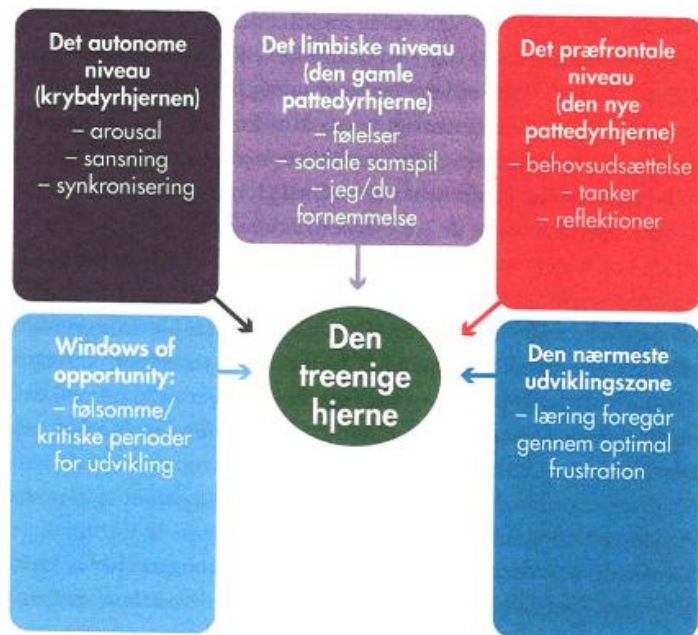 Det autonome
niveau
(krybdyrhjernen)
– arousal
– sansning
– synkronisering
Det limbiske niveau
(den gamle
pattedyrhjerne)
– følelser
– sociale samspil
– jeg/du
fornemmelse
Det præfrontale
niveau
(den nye
pattedyrhjerne)
– behovsudsættelse
– tanker
– reflektioner
Den
treenige
hjerne
Windows of
opportunity:
– følsomme/
kritiske perioder
for udvikling
Den nærmeste
udviklingszone
– læring foregår
gennem optimal
frustration